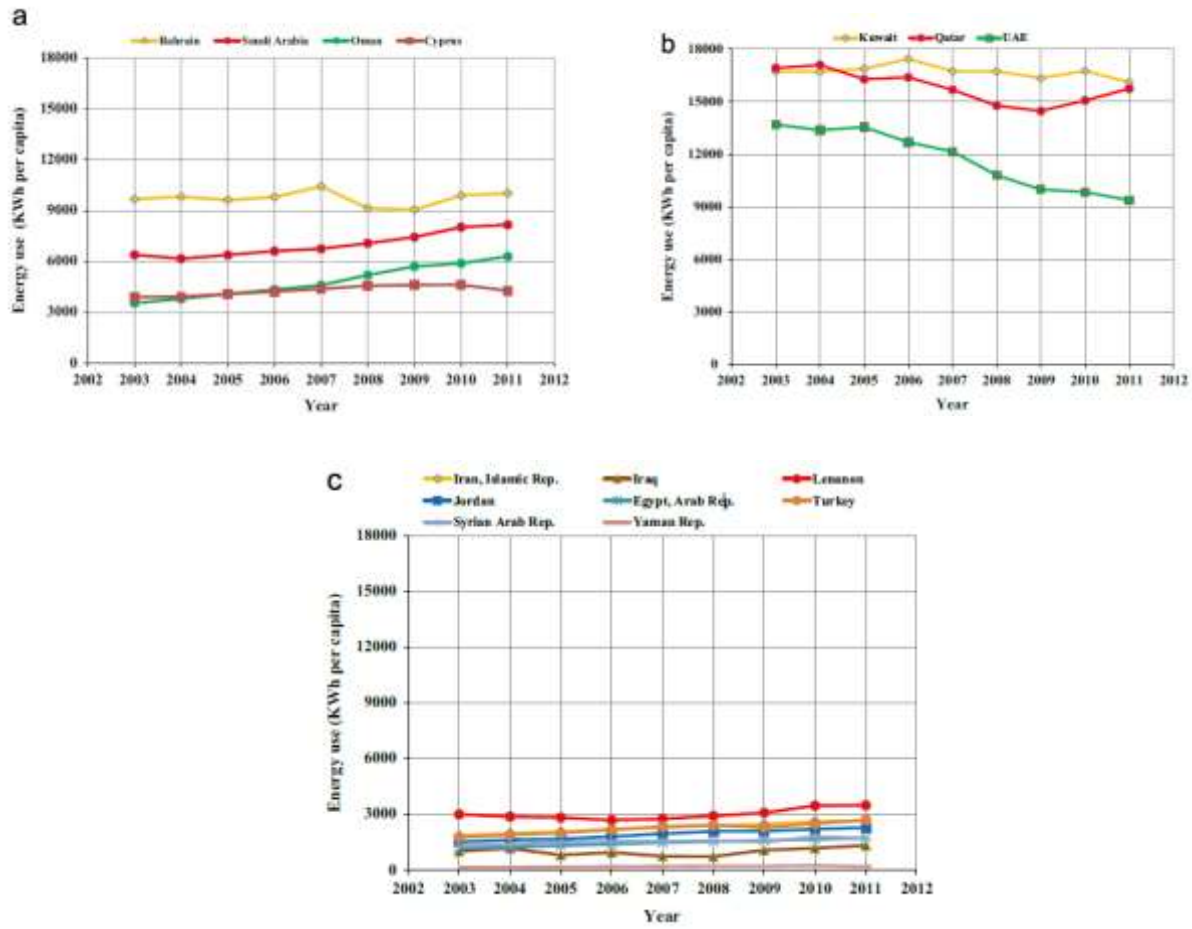 a
Bahrain Saudi Arabia Oman Cyprus
18000
15000
12000
9000
6000
3000
0
2002 2003 2004 2005 2006 2007 2008 2009 2010 2011 2012
Year
Energy use (KWh per capita)
b
Kuwait Qatar UAE
18000
15000
12000
9000
6000
3000
0
2002 2003 2004 2005 2006 2007 2008 2009 2010 2011 2012
Year
Energy use (KWh per capita)
c
Iran, Islamic Rep. Iraq Lenanon
Jordan Egypt, Arab Rep. Turkey
Syrian Arab Rep. Yaman Rep.
18000
15000
12000
9000
6000
3000
0
2002 2003 2004 2005 2006 2007 2008 2009 2010 2011 2012
Year
Energy use (KWh per capita)